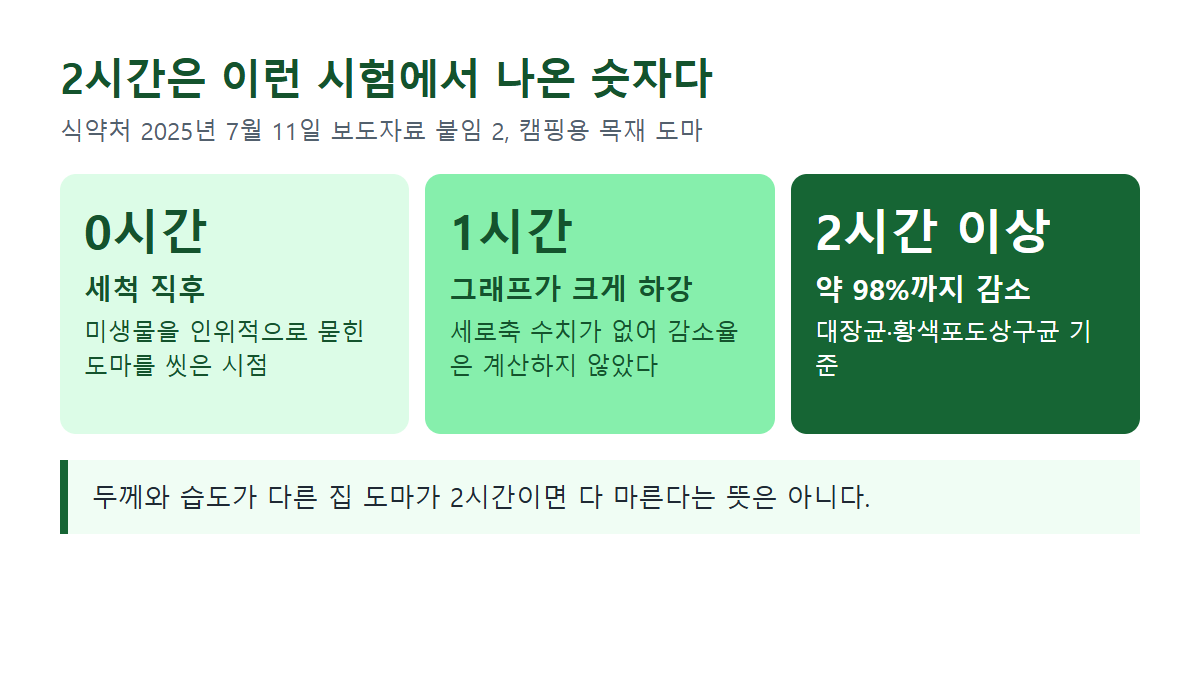 2시간은 이런 시험에서 나온 숫자다
식약처 2025년 7월 11일 보도자료 붙임 2, 캠핑용 목재 도마
0시간
세척 직후
미생물을 인위적으로 묻힌
도마를 씻은 시점
1시간
그래프가 크게 하강
세로축 수치가 없어 감소율
은 계산하지 않았다
2시간 이상
약 98%까지 감소
대장균·황색포도상구균 기
준
두께와 습도가 다른 집 도마가 2시간이면 다 마른다는 뜻은 아니다.